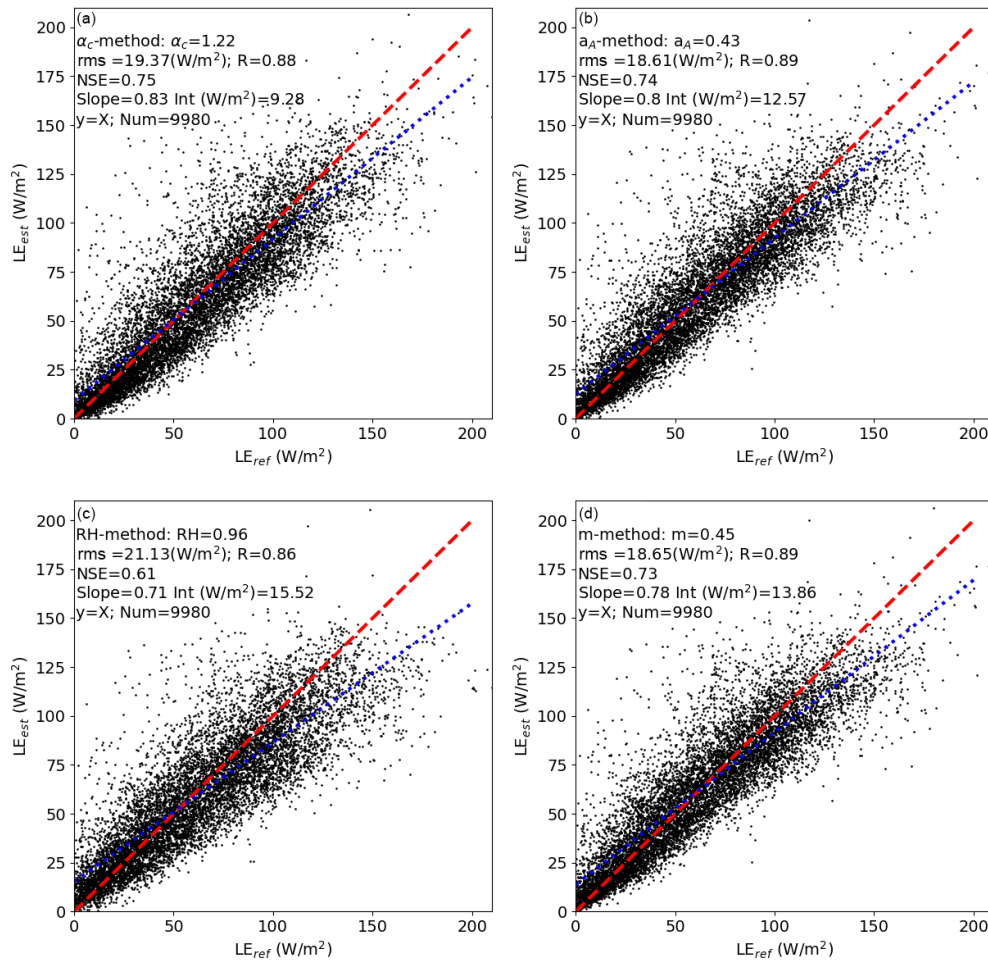 (a)
α_c-method: α_c=1.22
rms =19.37(W/m²); R=0.88
NSE=0.75
Slope=0.83 Int (W/m²)=9.28
y=X; Num=9980
200
175
150
125
100
75
50
25
0
LE_est (W/m²)
0 50 100 150 200
LE_ref (W/m²)
(b)
a_A-method: a_A=0.43
rms =18.61(W/m²); R=0.89
NSE=0.74
Slope=0.8 Int (W/m²)=12.57
y=X; Num=9980
200
175
150
125
100
75
50
25
0
LE_est (W/m²)
0 50 100 150 200
LE_ref (W/m²)
(c)
RH-method: RH=0.96
rms =21.13(W/m²); R=0.86
NSE=0.61
Slope=0.71 Int (W/m²)=15.52
y=X; Num=9980
200
175
150
125
100
75
50
25
0
LE_est (W/m²)
0 50 100 150 200
LE_ref (W/m²)
(d)
m-method: m=0.45
rms =18.65(W/m²); R=0.89
NSE=0.73
Slope=0.78 Int (W/m²)=13.86
y=X; Num=9980
200
175
150
125
100
75
50
25
0
LE_est (W/m²)
0 50 100 150 200
LE_ref (W/m²)